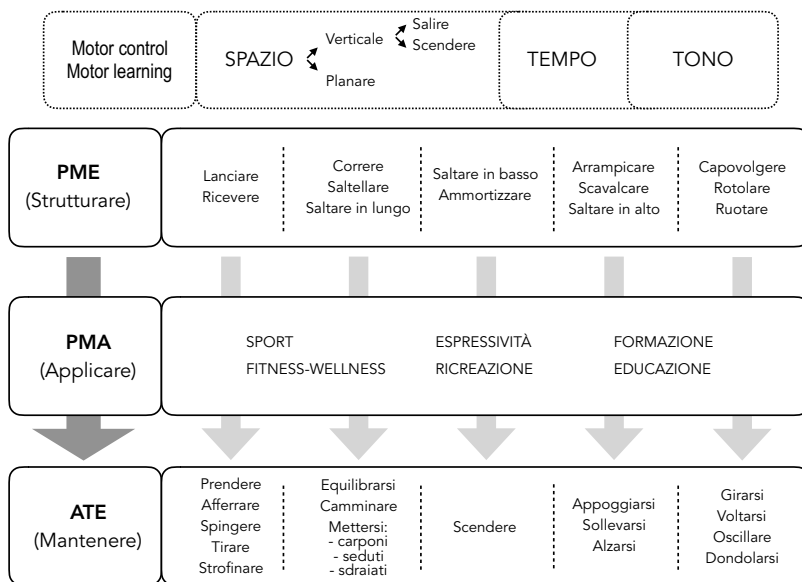 Motor control
Motor learning
SPAZIO
Verticale
Salire
Scendere
Planare
TEMPO
TONO
PME
(Strutturare)
Lanciare
Ricevere
Correre
Saltellare
Saltare in lungo
Saltare in basso
Ammortizzare
Arrampicare
Scavalcare
Saltare in alto
Capovolgere
Rotolare
Ruotare
PMA
(Applicare)
SPORT
FITNESS-WELLNESS
ESPRESSIVITÀ
RICREAZIONE
FORMAZIONE
EDUCAZIONE
ATE
(Mantenere)
Prendere
Afferrare
Spingere
Tirare
Strofinare
Equilibrarsi
Camminare
Mettersi:
- carponi
- seduti
- sdraiati
Scendere
Appoggiarsi
Sollevarsi
Alzarsi
Girarsi
Voltarsi
Oscillare
Dondolarsi